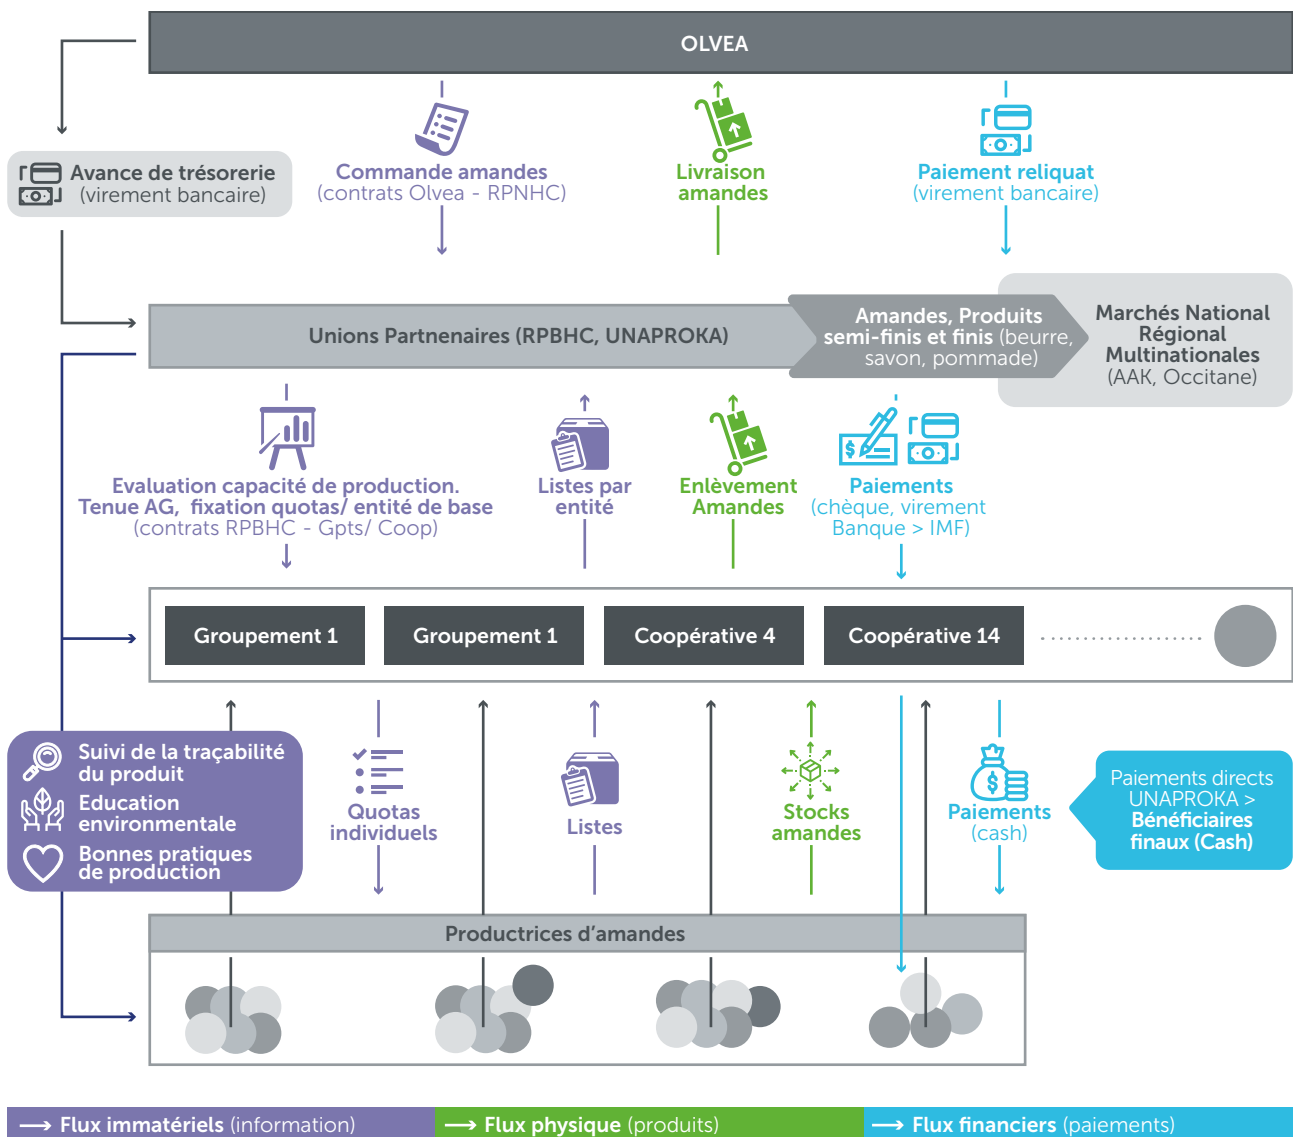 OLVEA
Avance de trésorerie
(virement bancaire)
Commande amandes
(contrats Olvea - RPNHC)
Livraison
amandes
Paiement reliquat
(virement bancaire)
Unions Partnenaires (RPBHC, UNAPROKA)
Amandes, Produits
semi-finis et finis (beurre,
savon, pommade)
Marchés National
Régional
Multinationales
(AAK, Occitane)
Evaluation capacité de production.
Tenue AG, fixation quotas/ entité de base
(contrats RPBHC - Gpts/ Coop)
Listes par
entité
Enlèvement
Amandes
$
Paiements
(chèque, virement
Banque > IMF)
Groupement 1
Groupement 1
Coopérative 4
Coopérative 14
Suivi de la traçabilité
du produit
Education
environmentale
Bonnes pratiques
de production
Quotas
individuels
Listes
Stocks
amandes
$
Paiements
(cash)
Paiements directs
UNAPROKA >
Bénéficiaires
finaux (Cash)
Productrices d'amandes
Flux immatériels (information)
Flux physique (produits)
Flux financiers (paiements)